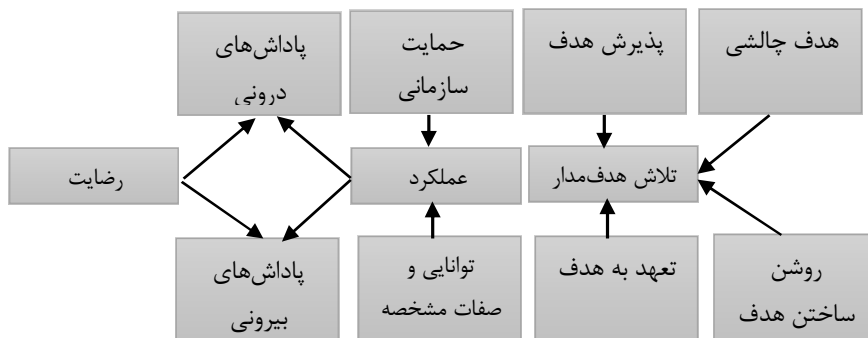 هدف چالشی
پذیرش هدف
حمایت
سازمانی
پاداش‌های
درونی
تلاش هدف‌مدار
عملکرد
رضایت
روشن
ساختن هدف
تعهد به هدف
توانایی و
صفات مشخصه
پاداش‌های
بیرونی